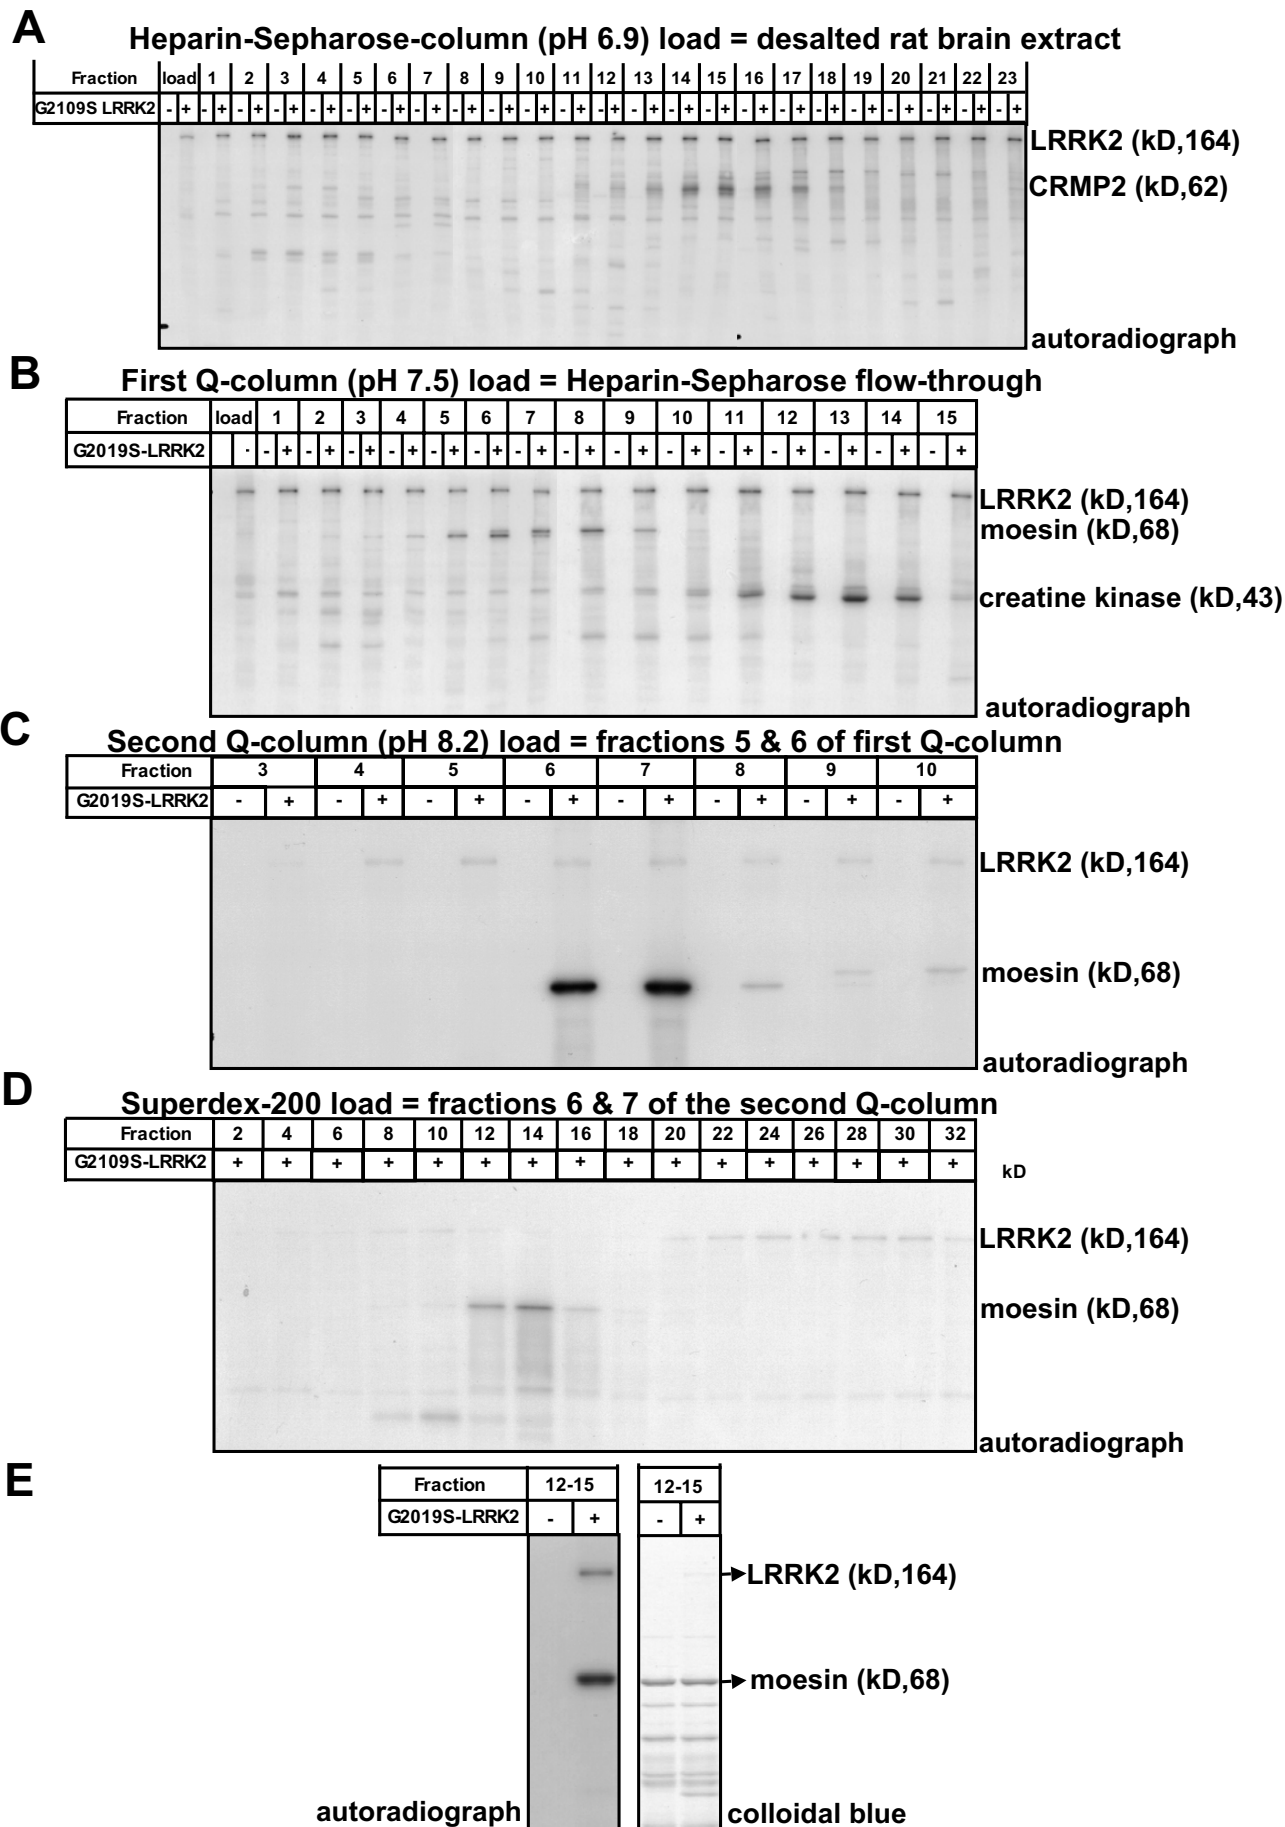 A
Heparin-Sepharose-column (pH 6.9) load = desalted rat brain extract
Fraction load 1 2 3 4 5 6 7 8 9 10 11 12 13 14 15 16 17 18 19 20 21 22 23
G2109S LRRK2 - + - + - + - + - + - + - + - + - + - + - + - + - + - + - + - + - + - + - + - + - + - + - + - +
LRRK2 (kD,164)
CRMP2 (kD,62)
autoradiograph
B
First Q-column (pH 7.5) load = Heparin-Sepharose flow-through
Fraction load 1 2 3 4 5 6 7 8 9 10 11 12 13 14 15
G2019S-LRRK2 - - - + - + - + - + - + - + - + - + - + - + - + - + - + - + - +
LRRK2 (kD,164)
moesin (kD,68)
creatine kinase (kD,43)
autoradiograph
C
Second Q-column (pH 8.2) load = fractions 5 & 6 of first Q-column
Fraction 3 4 5 6 7 8 9 10
G2019S-LRRK2 - + - + - + - + - + - + - + - +
LRRK2 (kD,164)
moesin (kD,68)
autoradiograph
D
Superdex-200 load = fractions 6 & 7 of the second Q-column
Fraction 2 4 6 8 10 12 14 16 18 20 22 24 26 28 30 32
G2109S-LRRK2 + + + + + + + + + + + + + + + +
kD
LRRK2 (kD,164)
moesin (kD,68)
autoradiograph
E
Fraction 12-15 12-15
G2019S-LRRK2 - + - +
LRRK2 (kD,164)
moesin (kD,68)
autoradiograph colloidal blue